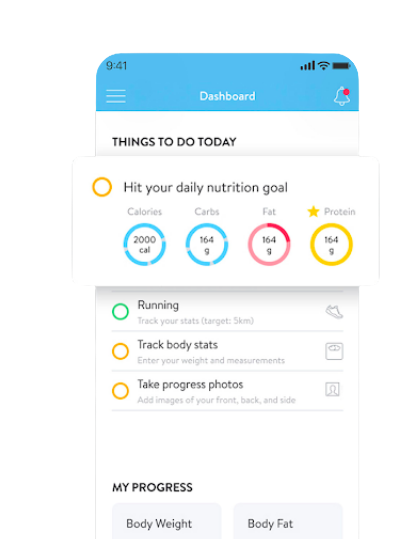 9:41
Dashboard
THINGS TO DO TODAY
Hit your daily nutrition goal
Calories Carbs Fat Protein
2000 164 164 164
cal g g g
Running
Track your stats (target: 5km)
Track body stats
Enter your weight and measurements
Take progress photos
Add images of your front, back, and side
MY PROGRESS
Body Weight Body Fat